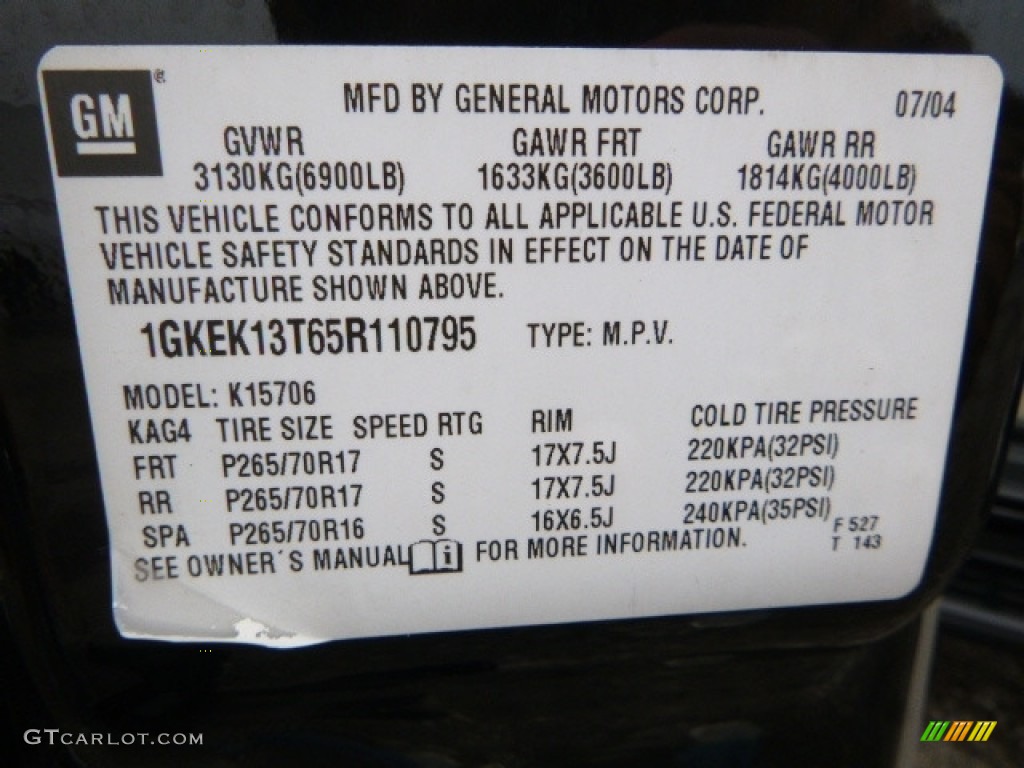 GM ®
MFD BY GENERAL MOTORS CORP. 07/04
GVWR GAWR FRT GAWR RR
3130KG(6900LB) 1633KG(3600LB) 1814KG(4000LB)
THIS VEHICLE CONFORMS TO ALL APPLICABLE U.S. FEDERAL MOTOR
VEHICLE SAFETY STANDARDS IN EFFECT ON THE DATE OF
MANUFACTURE SHOWN ABOVE.
1GKEK13T65R110795 TYPE: M.P.V.
MODEL: K15706
KAG4 TIRE SIZE SPEED RTG RIM COLD TIRE PRESSURE
FRT P265/70R17 S 17X7.5J 220KPA(32PSI)
RR P265/70R17 S 17X7.5J 220KPA(32PSI)
SPA P265/70R16 S 16X6.5J 240KPA(35PSI) F 527
T 143
SEE OWNER'S MANUAL i FOR MORE INFORMATION.
GTCARLOT.COM